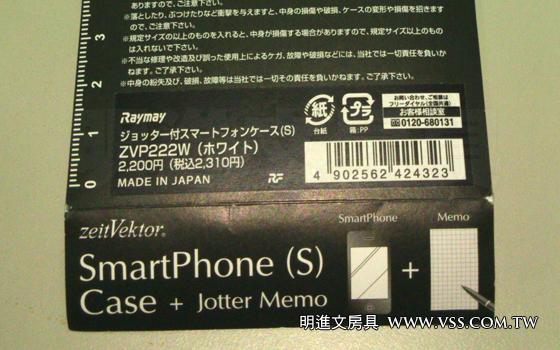 ますのでご注意ください。
※落としたり、ぶつけたりなど衝撃を与えますと、中身の損傷や破損、ケースの変形や損傷を招きます
ので、ご注意ください。
※規定サイズ以上のものを入れると、中身が損傷する場合がありますので、規定サイズ以上のもの
は入れないで下さい。
※不当な修理や改造及び誤った使用上によるケガ、故障や破損などには、当社では一切責任を負いか
ねます。ご了承下さい。
※中身の紛失及び、破損、故障等は当社では一切その責任を負いかねます。ご了承下さい。
3
2
1
0
Raymay
ジョッター付スマートフォンケース(S)
ZVP222W(ホワイト)
2,200円(税込2,310円)
MADE IN JAPAN
紙
台紙
プラ
箱:PP
お問い合わせ、ご相談は
フリーダイヤル(全国共通)
お客様相談室
0120-680131
4 902562 424323
zeitVektor®
SmartPhone (S)
Case + Jotter Memo
SmartPhone
+
Memo
明進文房具 WWW.VSS.COM.TW